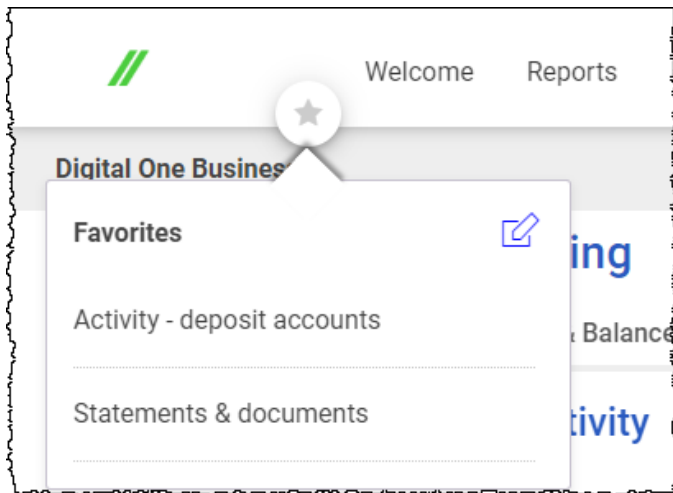 Welcome Reports
Digital One Busines
Favorites
ing
Activity - deposit accounts
& Balance
Statements & documents
tivity